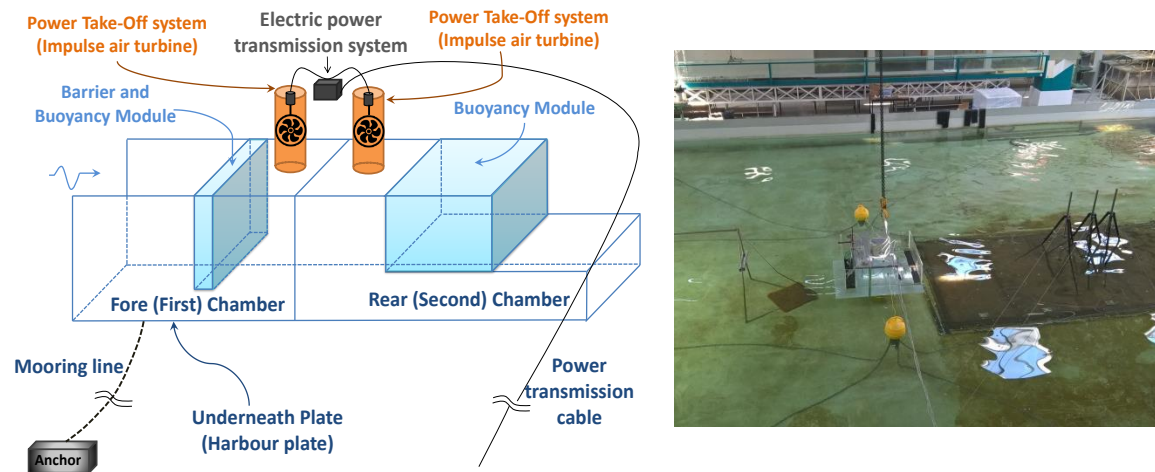 Power Take-Off system
(Impulse air turbine)
Electric power
transmission system
Power Take-Off system
(Impulse air turbine)
Barrier and
Buoyancy Module
Buoyancy Module
Fore (First) Chamber
Rear (Second) Chamber
Mooring line
Underneath Plate
(Harbour plate)
Power
transmission
cable
Anchor